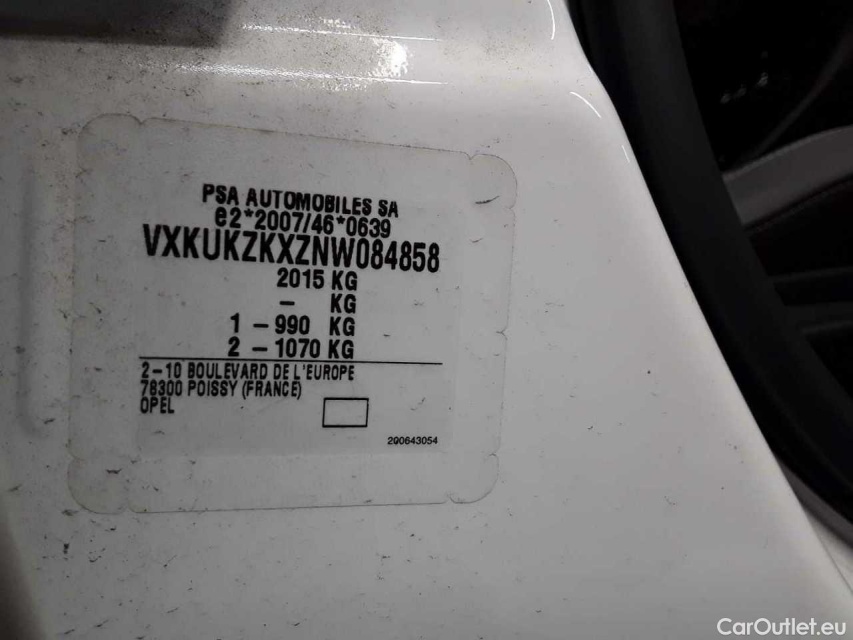 PSA AUTOMOBILES SA
e2*2007/46*0639
VXKUKZKXZNW084858
2015 KG
- KG
1 - 990 KG
2 - 1070 KG
2-10 BOULEVARD DE L'EUROPE
78300 POISSY (FRANCE)
OPEL
200643054
CarOutlet.eu